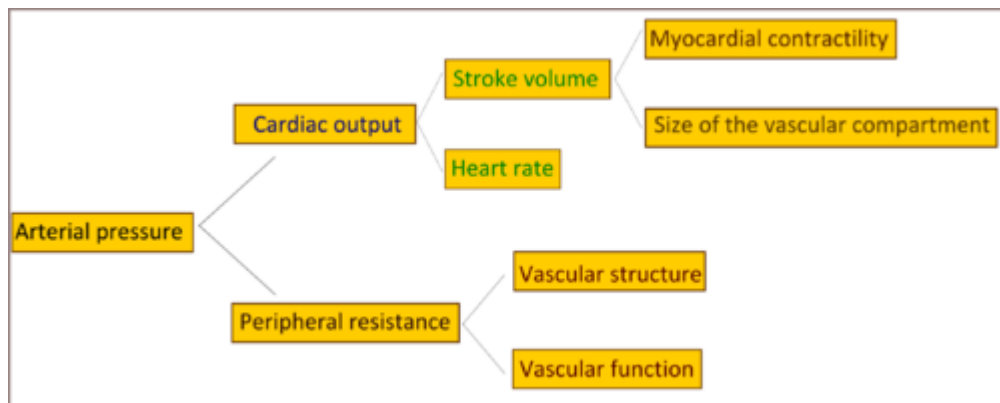 Myocardial contractility
Stroke volume
Cardiac output
Size of the vascular compartment
Heart rate
Arterial pressure
Vascular structure
Peripheral resistance
Vascular function